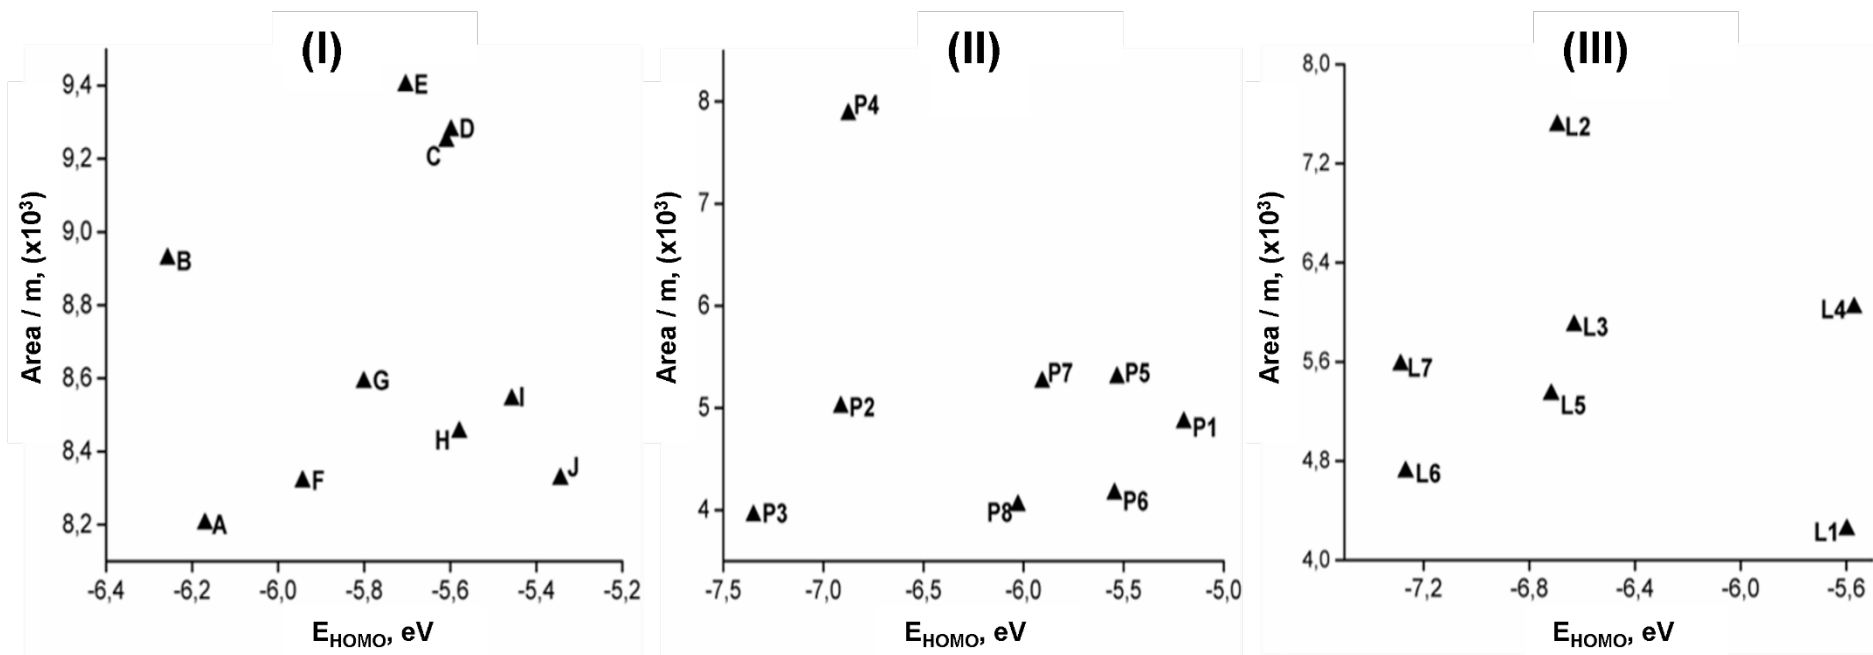 (I)
Area / m, (x10³)
9,4
9,2
9,0
8,8
8,6
8,4
8,2
E
D
C
B
G
I
H
J
F
A
-6,4 -6,2 -6,0 -5,8 -5,6 -5,4 -5,2
E_HOMO, eV
(II)
Area / m, (x10³)
8
7
6
5
4
P4
P7
P5
P2
P1
P6
P8
P3
-7,5 -7,0 -6,5 -6,0 -5,5 -5,0
E_HOMO, eV
(III)
Area / m, (x10³)
8,0
7,2
6,4
5,6
4,8
4,0
L2
L4
L3
L7
L5
L6
L1
-7,2 -6,8 -6,4 -6,0 -5,6
E_HOMO, eV